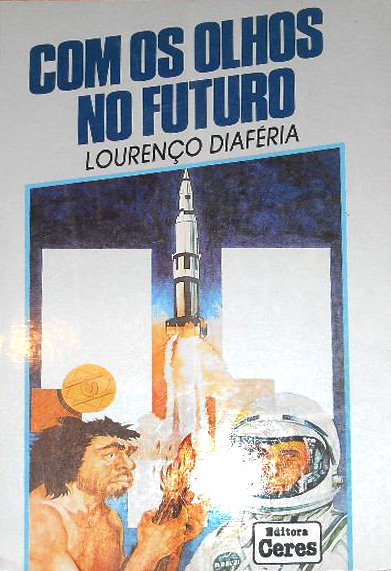 COM OS OLHOS
NO FUTURO
LOURENÇO DIAFÉRIA
Editora
Ceres